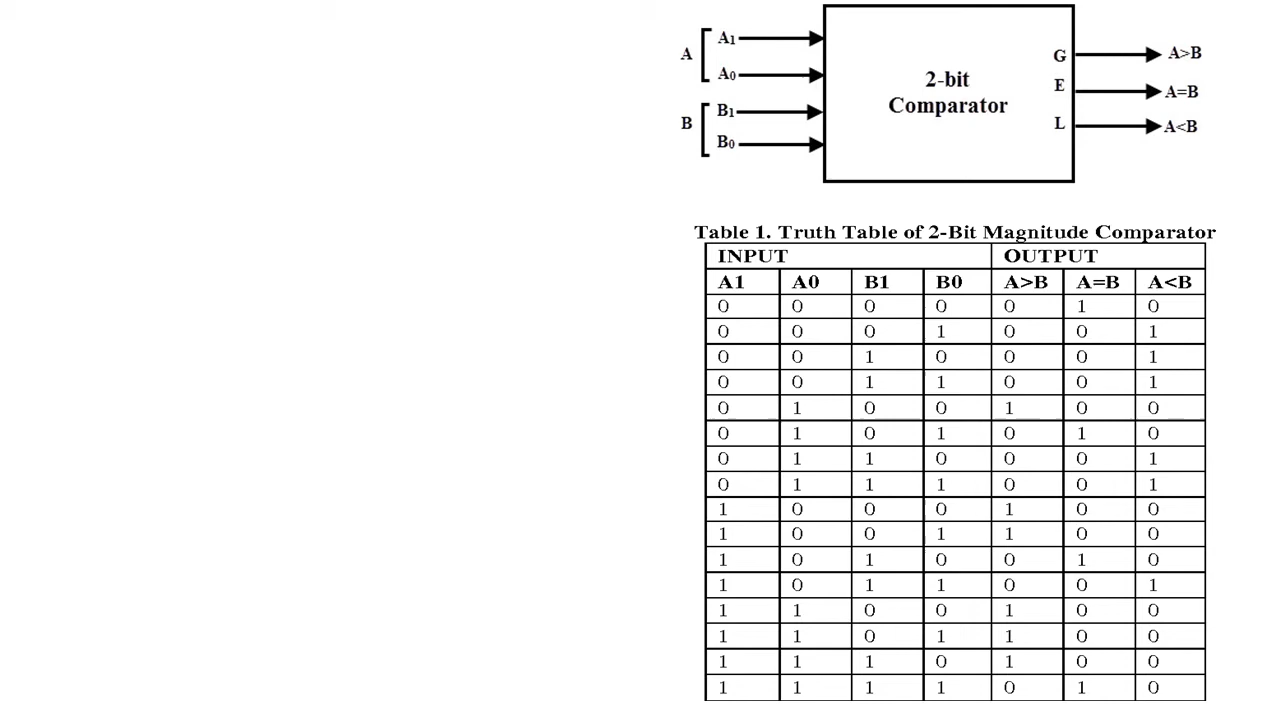 A
A1
A0
B
B1
B0
2-bit
Comparator
G
E
L
A>B
A=B
A<B
Table 1. Truth Table of 2-Bit Magnitude Comparator
INPUT OUTPUT
A1 A0 B1 B0 A>B A=B A<B
0 0 0 0 0 1 0
0 0 0 1 0 0 1
0 0 1 0 0 0 1
0 0 1 1 0 0 1
0 1 0 0 1 0 0
0 1 0 1 0 1 0
0 1 1 0 0 0 1
0 1 1 1 0 0 1
1 0 0 0 1 0 0
1 0 0 1 1 0 0
1 0 1 0 0 1 0
1 0 1 1 0 0 1
1 1 0 0 1 0 0
1 1 0 1 1 0 0
1 1 1 0 1 0 0
1 1 1 1 0 1 0